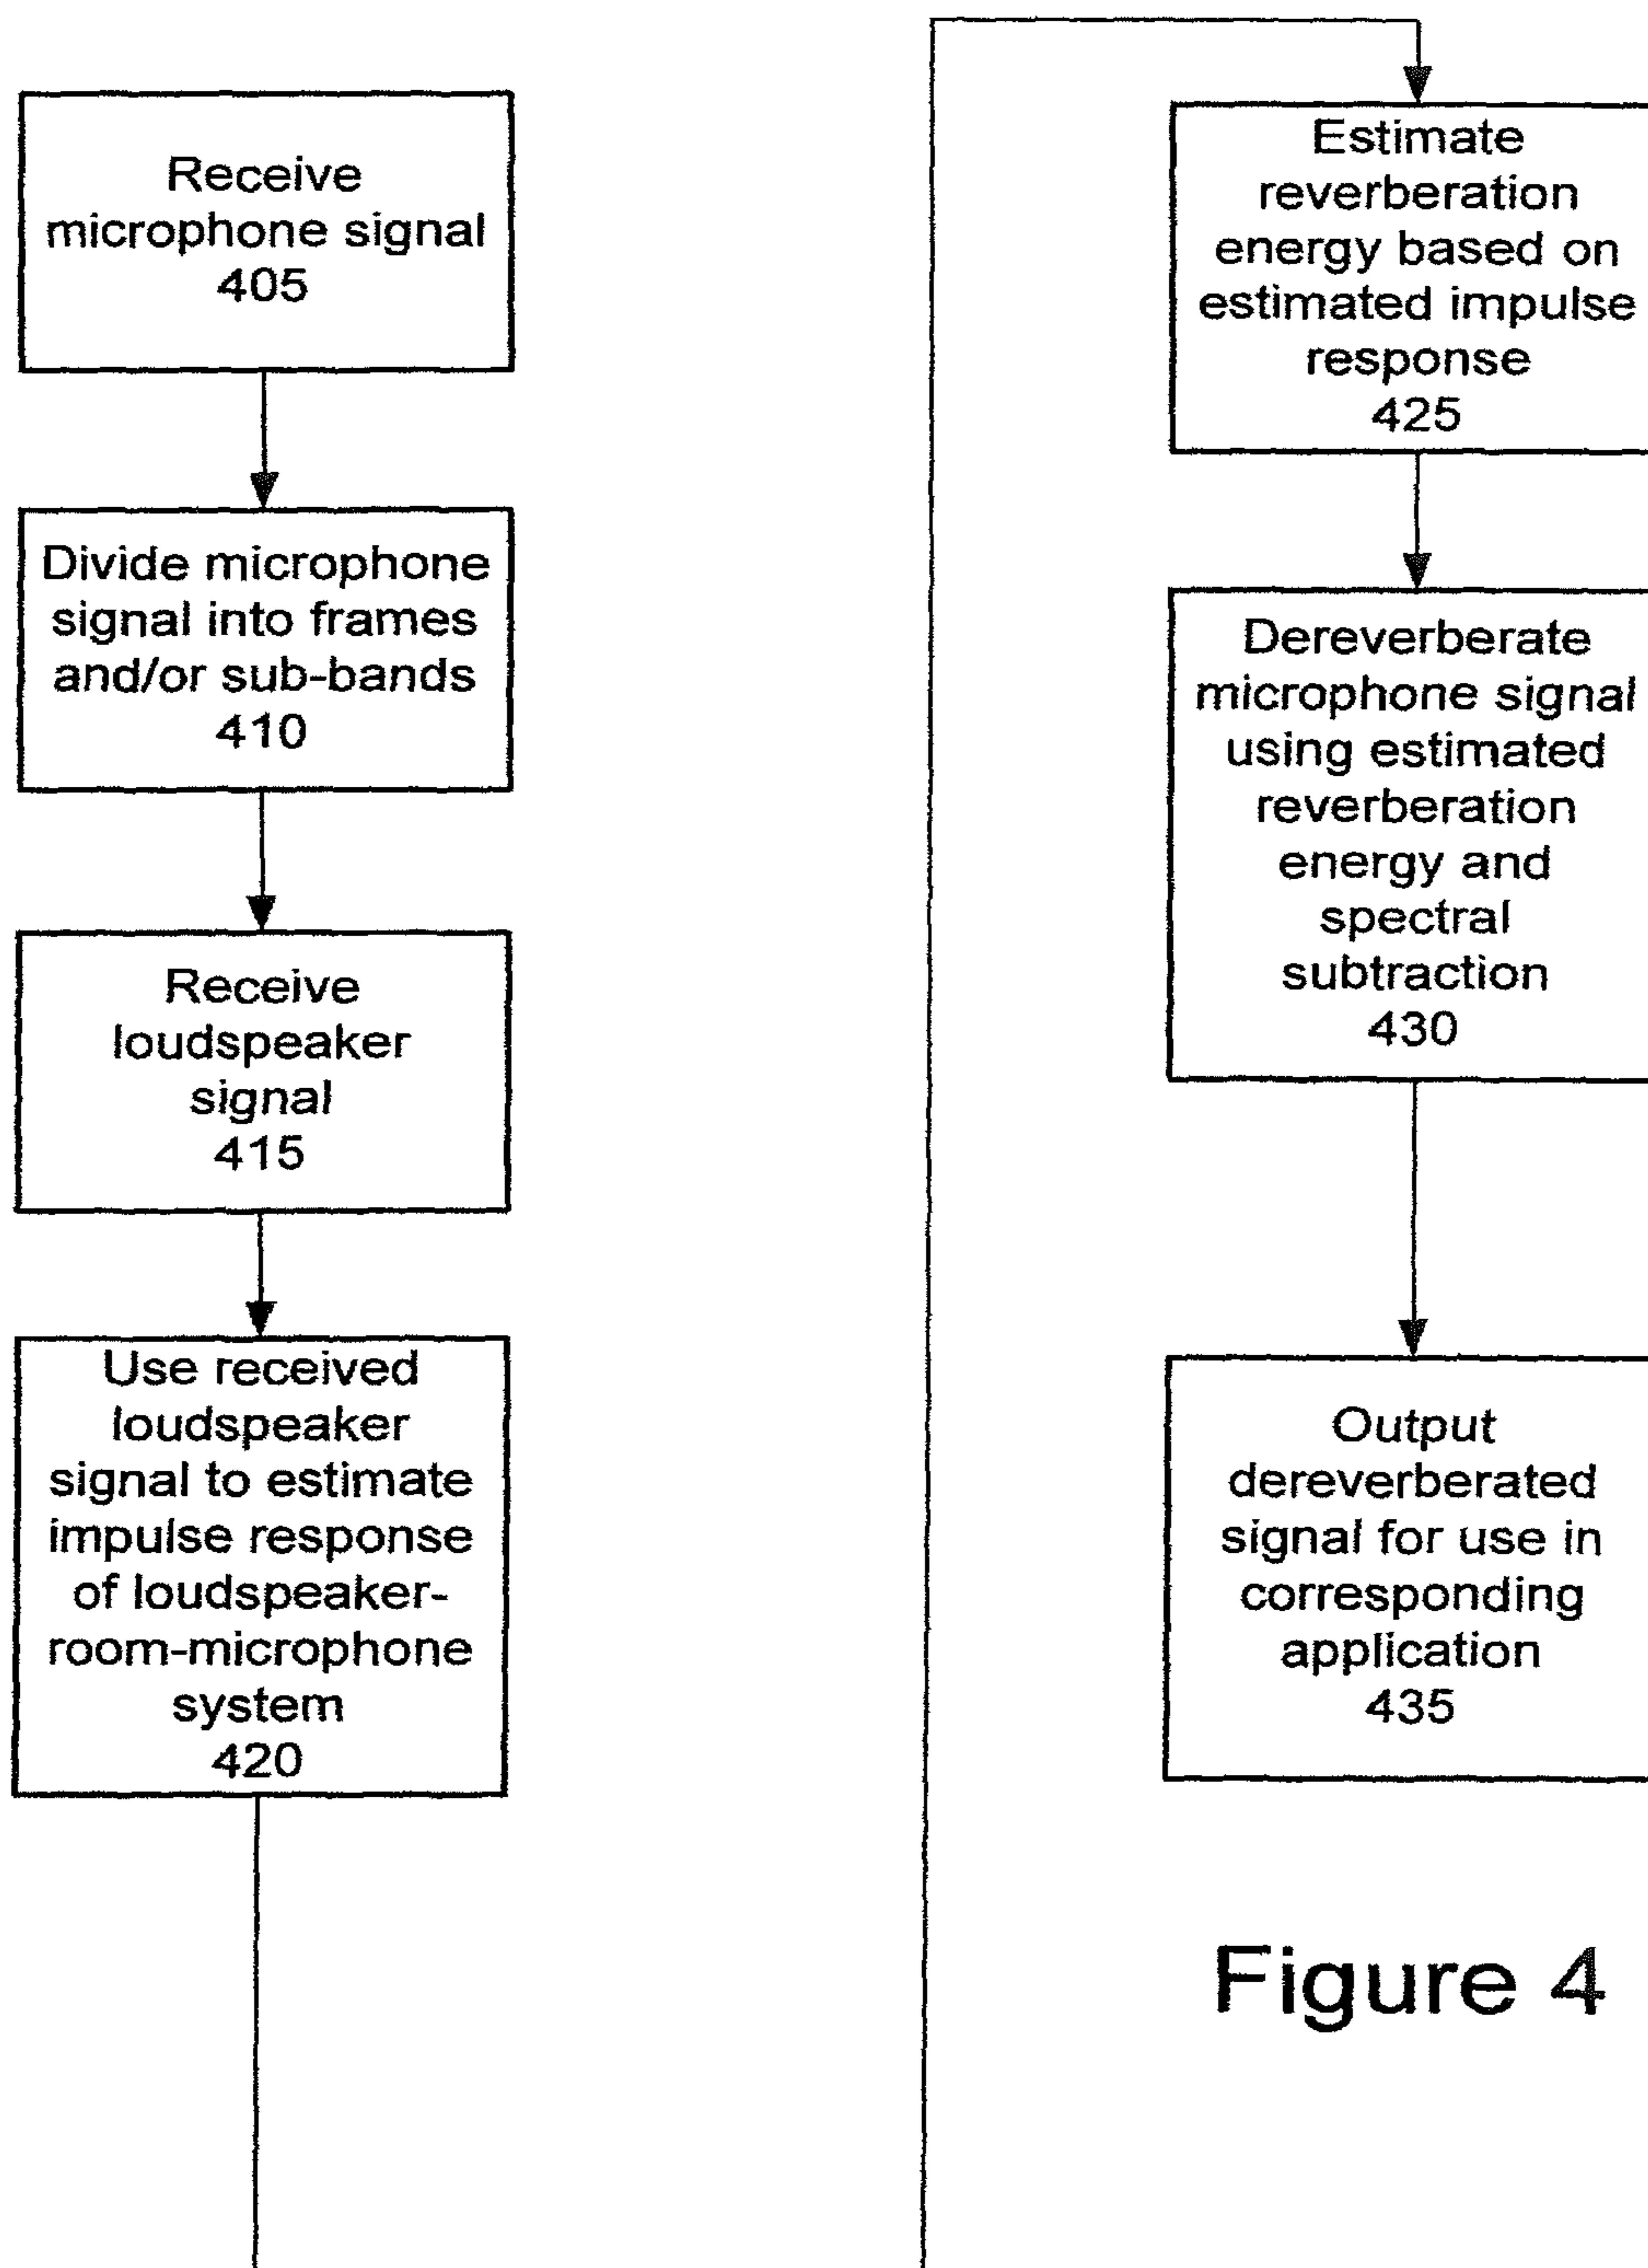 Receive
microphone signal
405
Divide microphone
signal into frames
and/or sub-bands
410
Receive
loudspeaker
signal
415
Use received
loudspeaker
signal to estimate
impulse response
of loudspeaker-
room-microphone
system
420
Estimate
reverberation
energy based on
estimated impulse
response
425
Dereverberate
microphone signal
using estimated
reverberation
energy and
spectral
subtraction
430
Output
dereverberated
signal for use in
corresponding
application
435
Figure 4